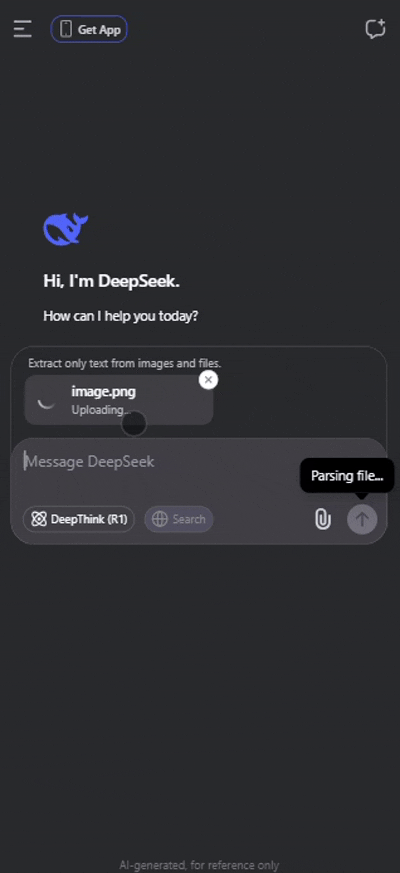 Get App
Hi, I'm DeepSeek.
How can I help you today?
Extract only text from images and files.
image.png
Uploading...
Message DeepSeek
Parsing file...
DeepThink (R1)
Search
AI-generated, for reference only